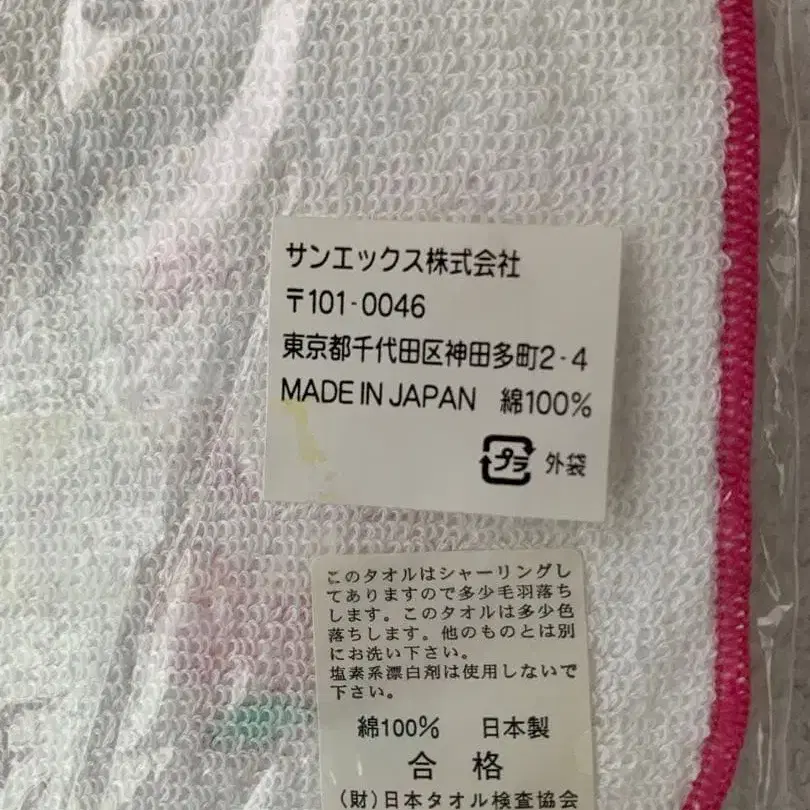 サンエックス株式会社
〒101-0046
東京都千代田区神田多町2-4
MADE IN JAPAN 綿100%
プラ 外袋
このタオルはシャーリングし
てありますので多少毛羽落ち
します。このタオルは多少色
落ちします。他のものとは別
にお洗い下さい。
塩素系漂白剤は使用しないで
下さい。
綿100% 日本製
合格
(財)日本タオル検査協会